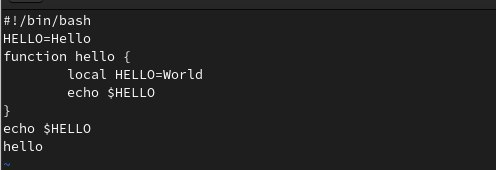 #!/bin/bash
HELLO=Hello
function hello {
        local HELLO=World
        echo $HELLO
}
echo $HELLO
hello
~